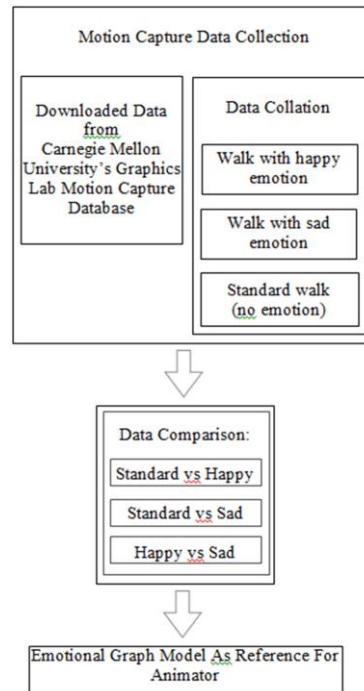 Motion Capture Data Collection
Downloaded Data
from
Carnegie Mellon
University’s Graphics
Lab Motion Capture
Database
Data Collation
Walk with happy
emotion
Walk with sad
emotion
Standard walk
(no emotion)
Data Comparison:
Standard vs Happy
Standard vs Sad
Happy vs Sad
Emotional Graph Model As Reference For
Animator